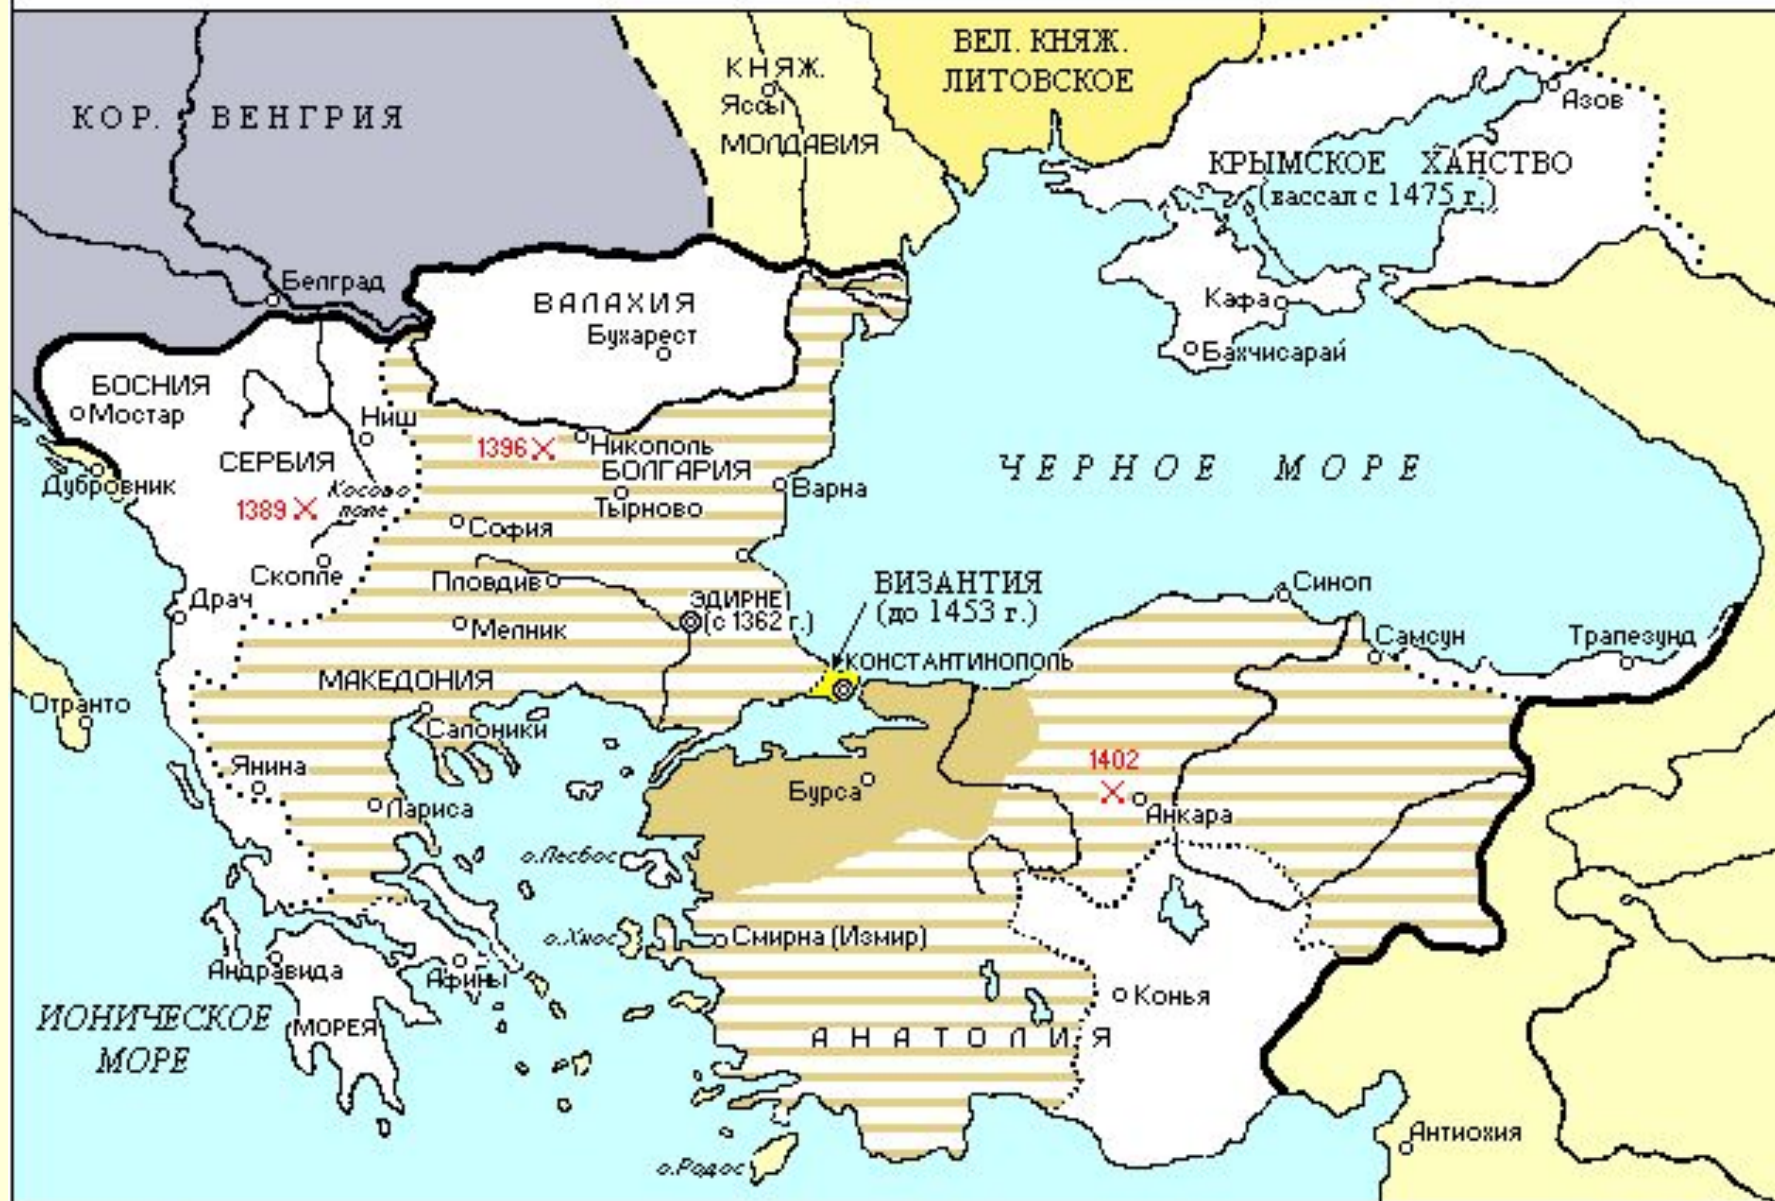 ВЕЛ. КНЯЖ.
ЛИТОВСКОЕ
КНЯЖ.
Яссы
МОЛДАВИЯ
КОР. ВЕНГРИЯ
Азов
КРЫМСКОЕ ХАНСТВО
(вассал с 1475 г.)
Белград
ВАЛАХИЯ
Бухарест
Кафа
Бахчисарай
БОСНИЯ
Мостар
Ниш
1396
Никополь
СЕРБИЯ
БОЛГАРИЯ
ЧЕРНОЕ МОРЕ
Дубровник
Косово
поле
Варна
1389
Тырново
София
Скопле
Пловдив
ВИЗАНТИЯ
(до 1453 г.)
Синоп
Драч
ЭДИРНЕ
(с 1362 г.)
Мелник
Самсун
Трапезунд
КОНСТАНТИНОПОЛЬ
МАКЕДОНИЯ
Отранто
Салоники
Янина
1402
Бурса
Лариса
Анкара
о.Лесбос
о.Хиос
Смирна (Измир)
Андравида
Афины
Конья
ИОНИЧЕСКОЕ
МОРЕ
МОРЕЯ
АНАТОЛИЯ
Антиохия
о.Родос